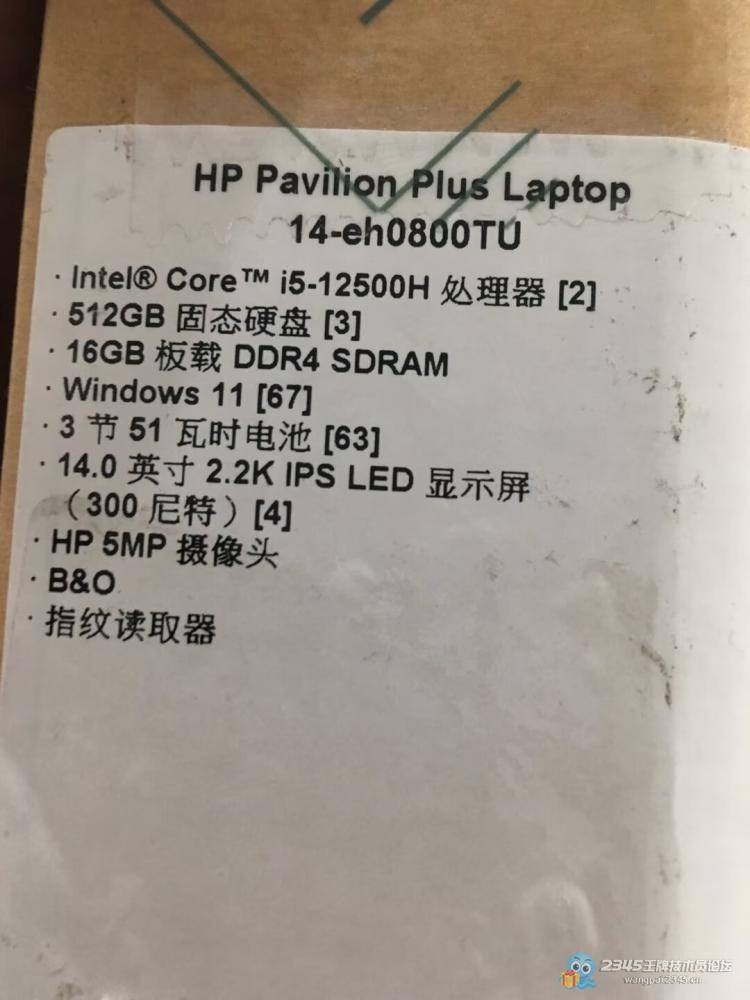 HP Pavilion Plus Laptop
14-eh0800TU
· Intel® Core™ i5-12500H 处理器 [2]
· 512GB 固态硬盘 [3]
· 16GB 板载 DDR4 SDRAM
· Windows 11 [67]
· 3 节 51 瓦时电池 [63]
· 14.0 英寸 2.2K IPS LED 显示屏
（300 尼特）[4]
· HP 5MP 摄像头
· B&O
· 指纹读取器
2345王牌技术员论坛
wangpai2345.cn